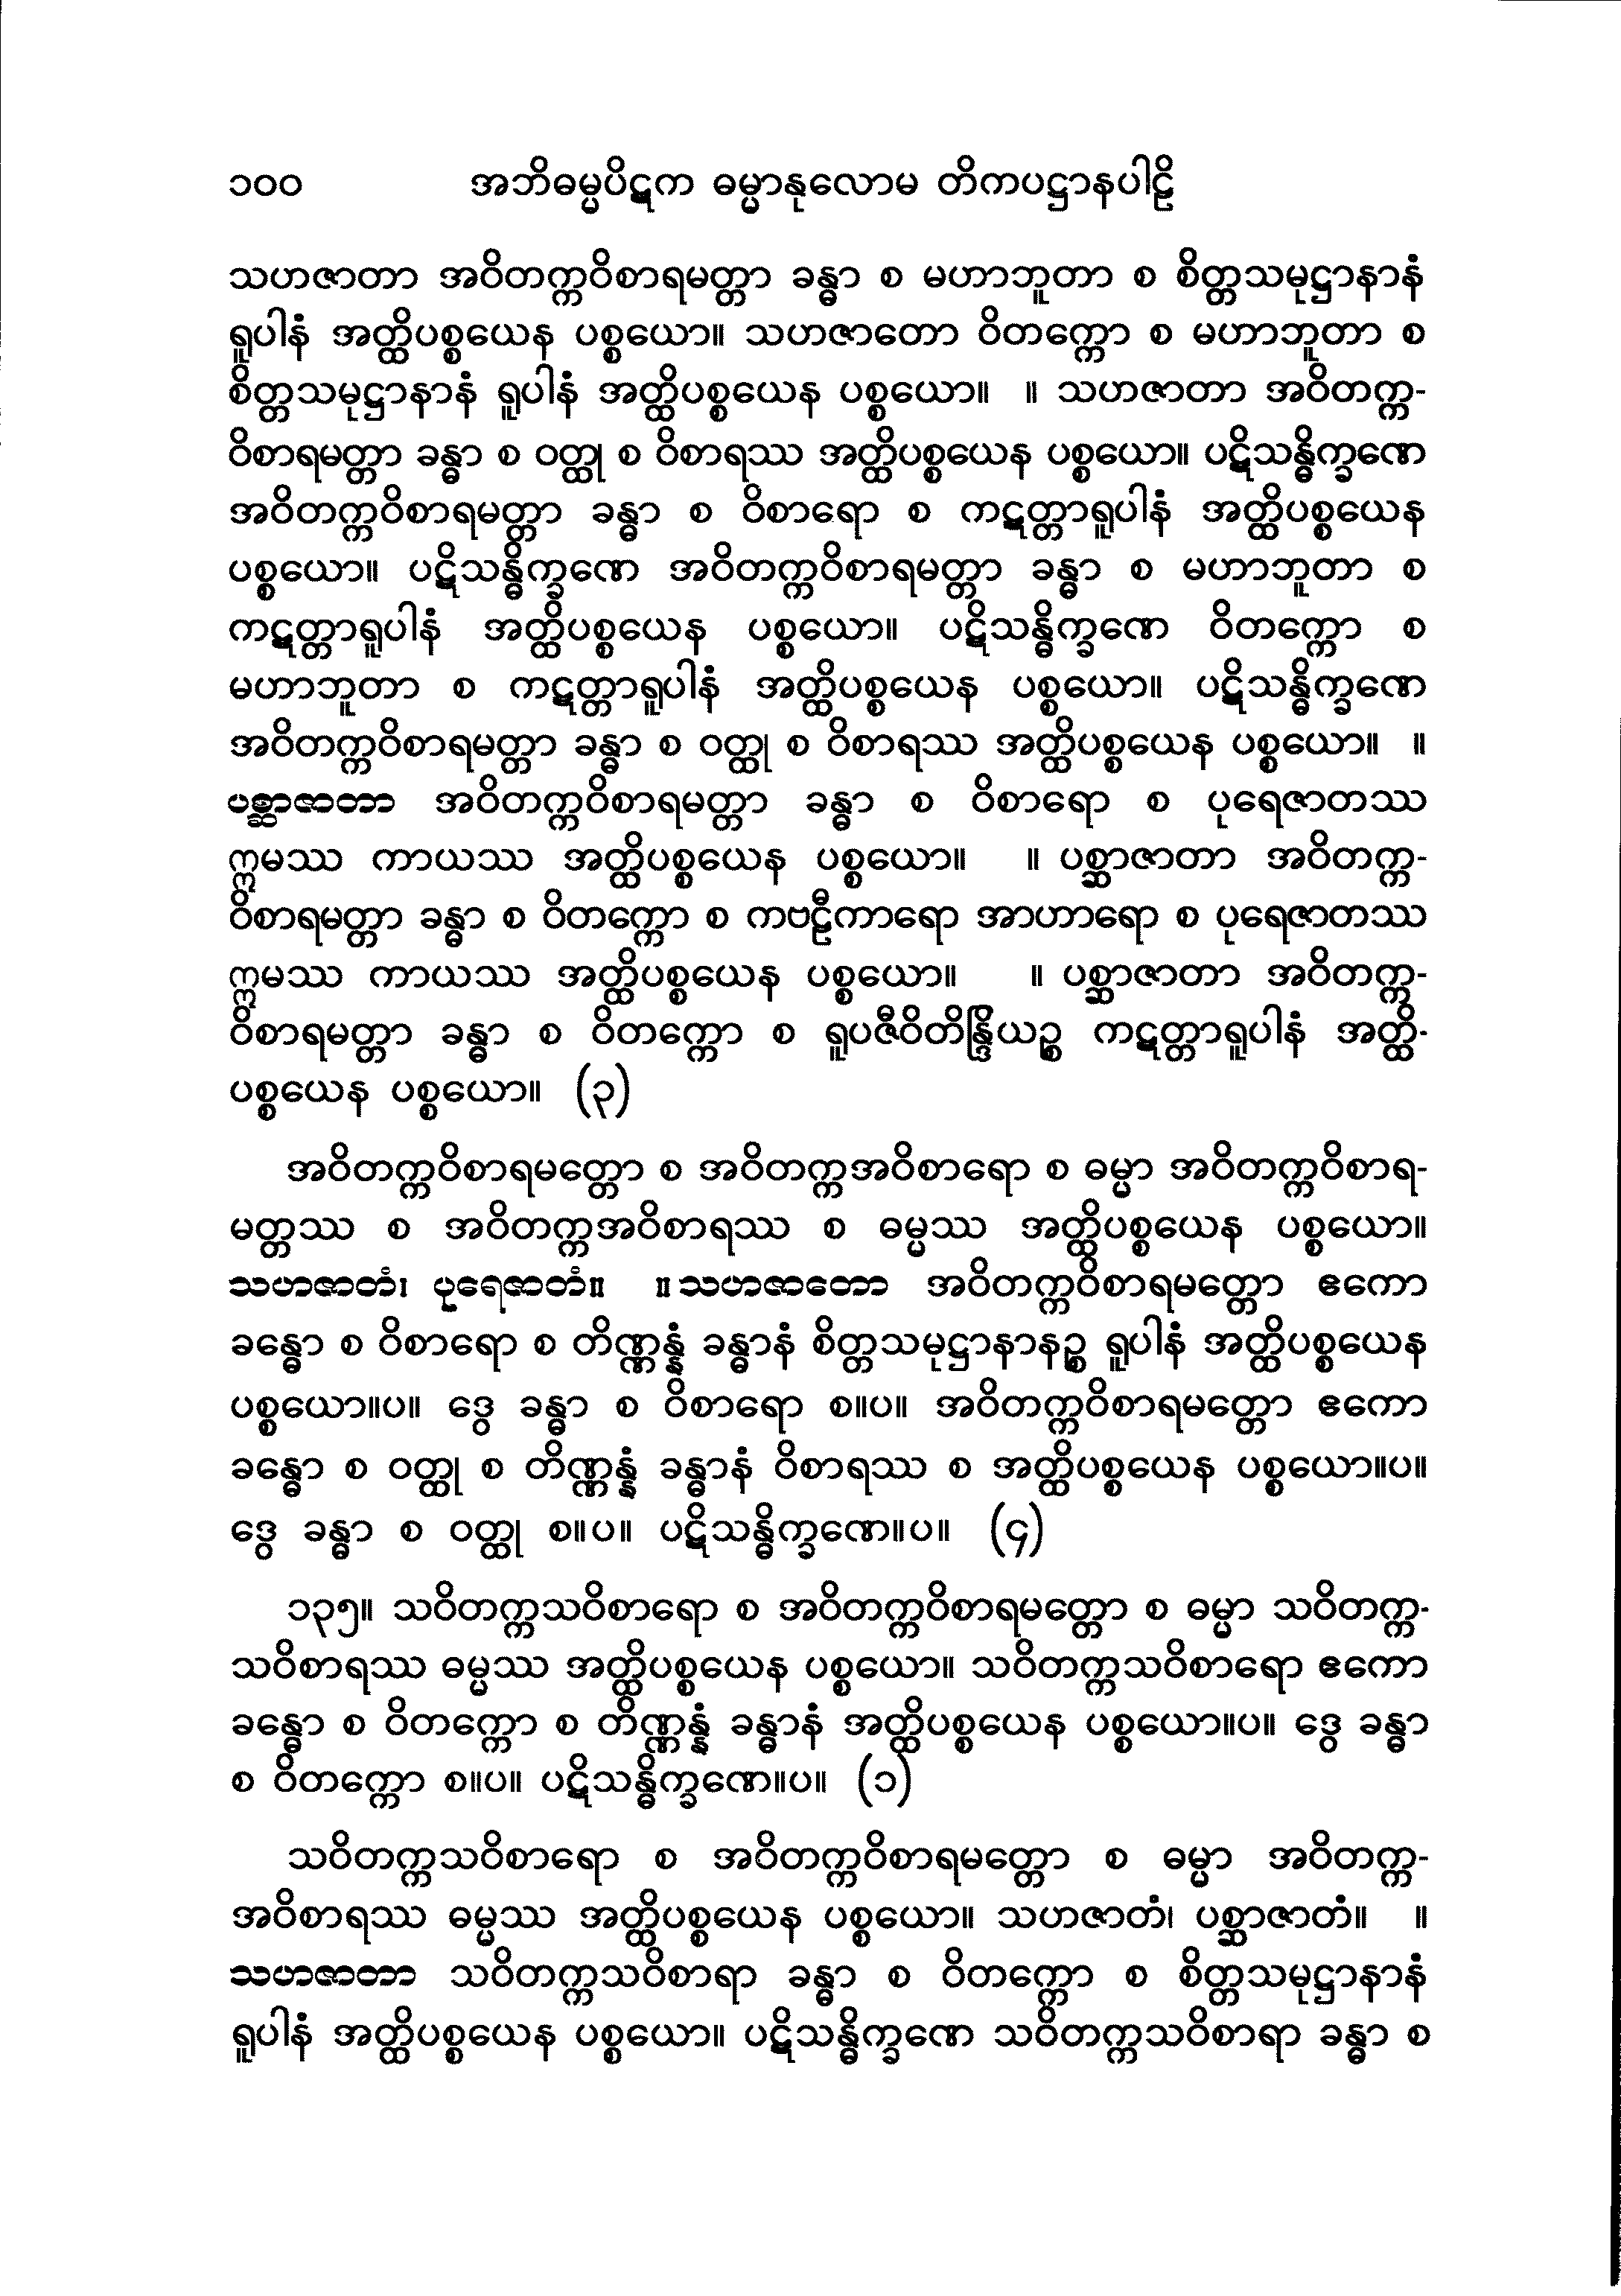 ၁၀၀ အဘိဓမ္မပိဋက ဓမ္မာနုလောမ တိကပဋ္ဌာနပါဠိ
သဟဇာတာ အဝိတက္ကဝိစာရမတ္တာ ခန္ဓာ စ မဟာဘူတာ စ စိတ္တသမုဋ္ဌာနာနံ
ရူပါနံ အတ္ထိပစ္စယေန ပစ္စယော။ သဟဇာတော ဝိတက္ကော စ မဟာဘူတာ စ
စိတ္တသမုဋ္ဌာနာနံ ရူပါနံ အတ္ထိပစ္စယေန ပစ္စယော။ ။ သဟဇာတာ အဝိတက္က-
ဝိစာရမတ္တာ ခန္ဓာ စ ဝတ္ထု စ ဝိစာရဿ အတ္ထိပစ္စယေန ပစ္စယော။ ပဋိသန္ဓိက္ခဏေ
အဝိတက္ကဝိစာရမတ္တာ ခန္ဓာ စ ဝိစာရော စ ကဋတ္တာရူပါနံ အတ္ထိပစ္စယေန
ပစ္စယော။ ပဋိသန္ဓိက္ခဏေ အဝိတက္ကဝိစာရမတ္တာ ခန္ဓာ စ မဟာဘူတာ စ
ကဋတ္တာရူပါနံ အတ္ထိပစ္စယေန ပစ္စယော။ ပဋိသန္ဓိက္ခဏေ ဝိတက္ကော စ
မဟာဘူတာ စ ကဋတ္တာရူပါနံ အတ္ထိပစ္စယေန ပစ္စယော။ ပဋိသန္ဓိက္ခဏေ
အဝိတက္ကဝိစာရမတ္တာ ခန္ဓာ စ ဝတ္ထု စ ဝိစာရဿ အတ္ထိပစ္စယေန ပစ္စယော။ ။
ပစ္ဆာဇာတာ အဝိတက္ကဝိစာရမတ္တာ ခန္ဓာ စ ဝိစာရော စ ပုရေဇာတဿ
ဣမဿ ကာယဿ အတ္ထိပစ္စယေန ပစ္စယော။ ။ ပစ္ဆာဇာတာ အဝိတက္က-
ဝိစာရမတ္တာ ခန္ဓာ စ ဝိတက္ကော စ ကဗဠီကာရော အာဟာရော စ ပုရေဇာတဿ
ဣမဿ ကာယဿ အတ္ထိပစ္စယေန ပစ္စယော။ ။ ပစ္ဆာဇာတာ အဝိတက္က-
ဝိစာရမတ္တာ ခန္ဓာ စ ဝိတက္ကော စ ရူပဇီဝိတိန္ဒြိယဉ္စ ကဋတ္တာရူပါနံ အတ္ထိ-
ပစ္စယေန ပစ္စယော။ (၃)
အဝိတက္ကဝိစာရမတ္တော စ အဝိတက္ကအဝိစာရော စ ဓမ္မာ အဝိတက္ကဝိစာရ-
မတ္တဿ စ အဝိတက္ကအဝိစာရဿ စ ဓမ္မဿ အတ္ထိပစ္စယေန ပစ္စယော။
သဟဇာတံ၊ ပုရေဇာတံ။ ။ သဟဇာတော အဝိတက္ကဝိစာရမတ္တော ဧကော
ခန္ဓော စ ဝိစာရော စ တိဏ္ဏန္နံ ခန္ဓာနံ စိတ္တသမုဋ္ဌာနာနဉ္စ ရူပါနံ အတ္ထိပစ္စယေန
ပစ္စယော။ပ။ ဒွေ ခန္ဓာ စ ဝိစာရော စ။ပ။ အဝိတက္ကဝိစာရမတ္တော ဧကော
ခန္ဓော စ ဝတ္ထု စ တိဏ္ဏန္နံ ခန္ဓာနံ ဝိစာရဿ စ အတ္ထိပစ္စယေန ပစ္စယော။ပ။
ဒွေ ခန္ဓာ စ ဝတ္ထု စ။ပ။ ပဋိသန္ဓိက္ခဏေ။ပ။ (၄)
၁၃၅။ သဝိတက္ကသဝိစာရော စ အဝိတက္ကဝိစာရမတ္တော စ ဓမ္မာ သဝိတက္က-
သဝိစာရဿ ဓမ္မဿ အတ္ထိပစ္စယေန ပစ္စယော။ သဝိတက္ကသဝိစာရော ဧကော
ခန္ဓော စ ဝိတက္ကော စ တိဏ္ဏန္နံ ခန္ဓာနံ အတ္ထိပစ္စယေန ပစ္စယော။ပ။ ဒွေ ခန္ဓာ
စ ဝိတက္ကော စ။ပ။ ပဋိသန္ဓိက္ခဏေ။ပ။ (၁)
သဝိတက္ကသဝိစာရော စ အဝိတက္ကဝိစာရမတ္တော စ ဓမ္မာ အဝိတက္က-
အဝိစာရဿ ဓမ္မဿ အတ္ထိပစ္စယေန ပစ္စယော။ သဟဇာတံ၊ ပစ္ဆာဇာတံ။ ။
သဟဇာတာ သဝိတက္ကသဝိစာရာ ခန္ဓာ စ ဝိတက္ကော စ စိတ္တသမုဋ္ဌာနာနံ
ရူပါနံ အတ္ထိပစ္စယေန ပစ္စယော။ ပဋိသန္ဓိက္ခဏေ သဝိတက္ကသဝိစာရာ ခန္ဓာ စ